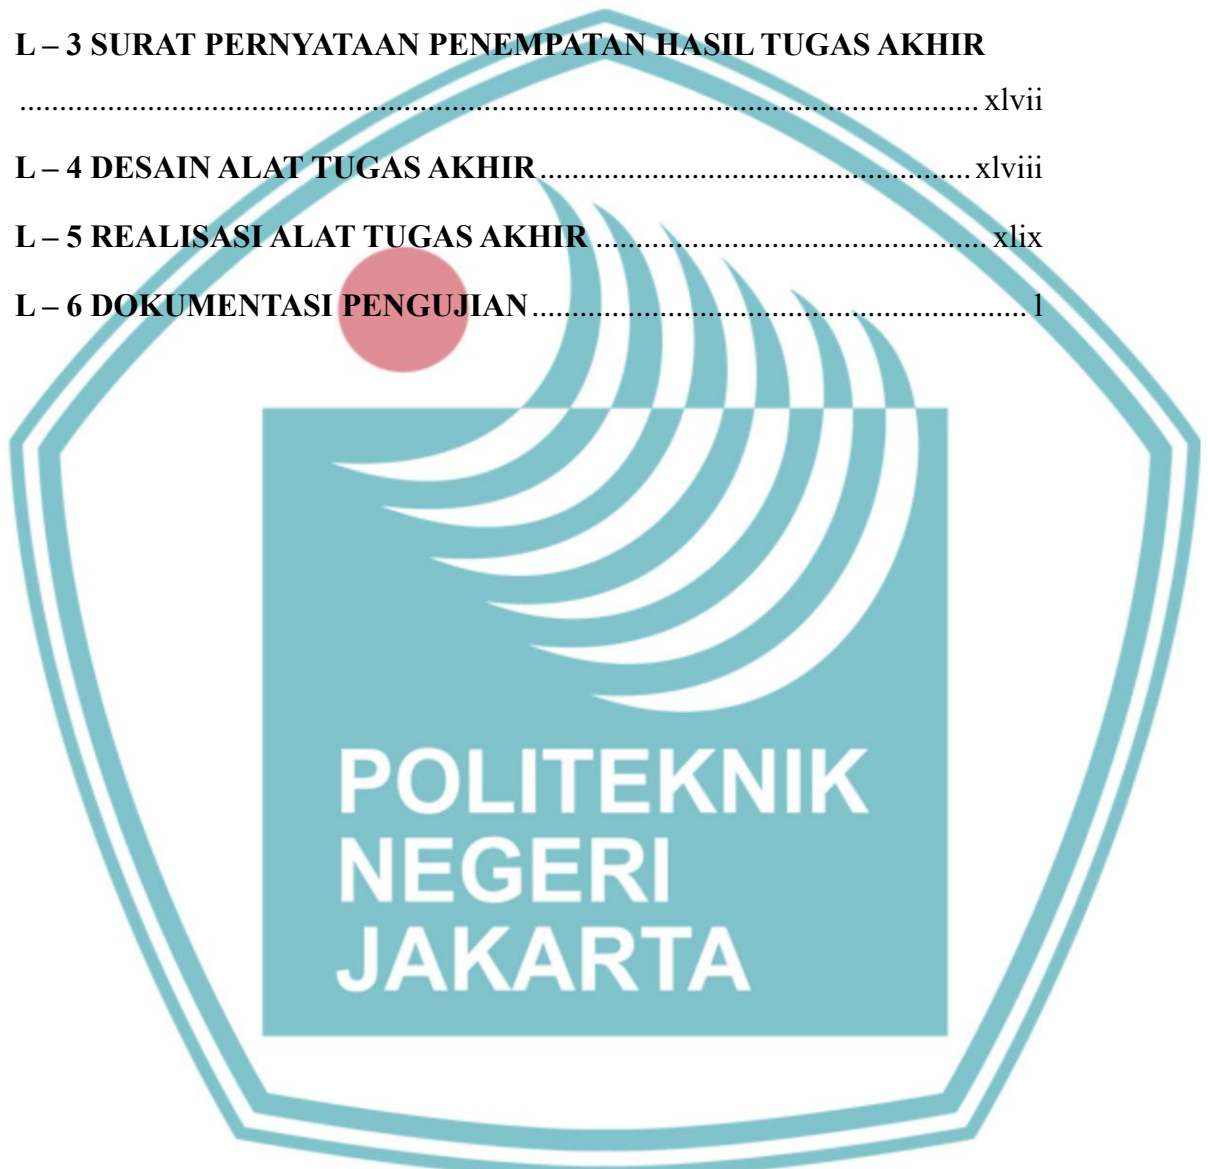 L – 3 SURAT PERNYATAAN PENEMPATAN HASIL TUGAS AKHIR
........................................................................................................................ xlvii
L – 4 DESAIN ALAT TUGAS AKHIR...................................................... xlviii
L – 5 REALISASI ALAT TUGAS AKHIR................................................. xlix
L – 6 DOKUMENTASI PENGUJIAN.............................................................. l
POLITEKNIK
NEGERI
JAKARTA